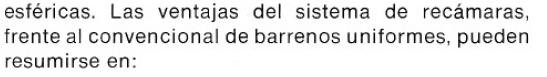 esféricas. Las ventajas del sistema de recámaras,
frente al convencional de barrenos uniformes, pueden
resumirse en: